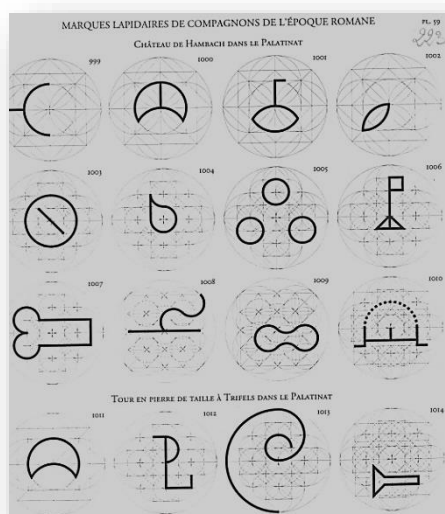 MARQUES LAPIDAIRES DE COMPAGNONS DE L'ÉPOQUE ROMANE
PL. 59
222
CHÂTEAU DE HAMBACH DANS LE PALATINAT
999 1000 1001 1002
1003 1004 1005 1006
1007 1008 1009 1010
TOUR EN PIERRE DE TAILLE À TRIFELS DANS LE PALATINAT
1011 1012 1013 1014